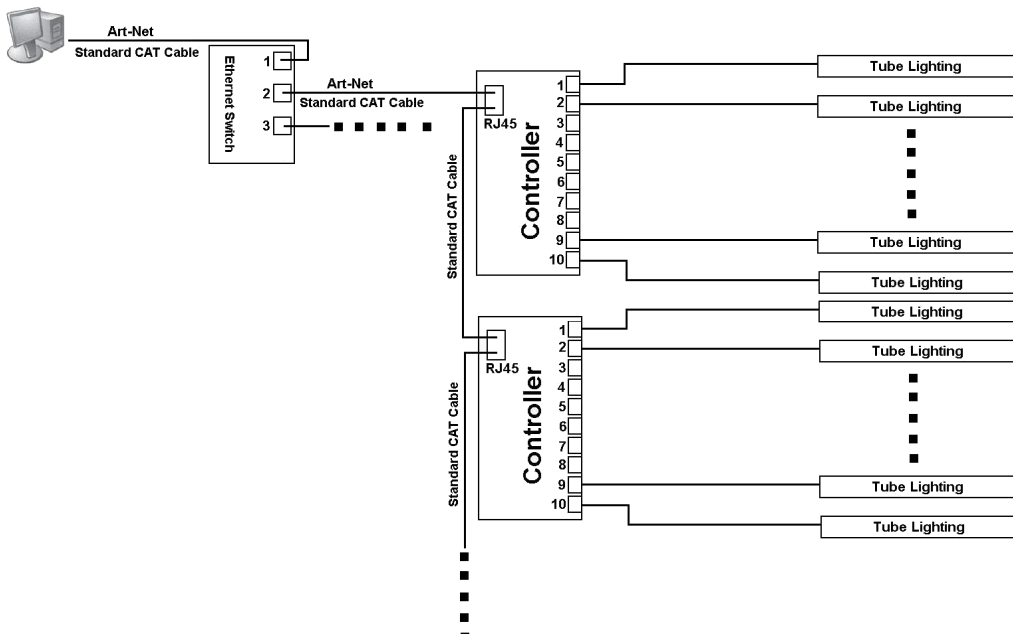 Art-Net
Standard CAT Cable
Ethernet Switch
1
2
3
Art-Net
Standard CAT Cable
RJ45
Controller
1
2
3
4
5
6
7
8
9
10
Tube Lighting
Tube Lighting
Tube Lighting
Tube Lighting
Standard CAT Cable
RJ45
Controller
1
2
3
4
5
6
7
8
9
10
Tube Lighting
Tube Lighting
Tube Lighting
Tube Lighting
Standard CAT Cable